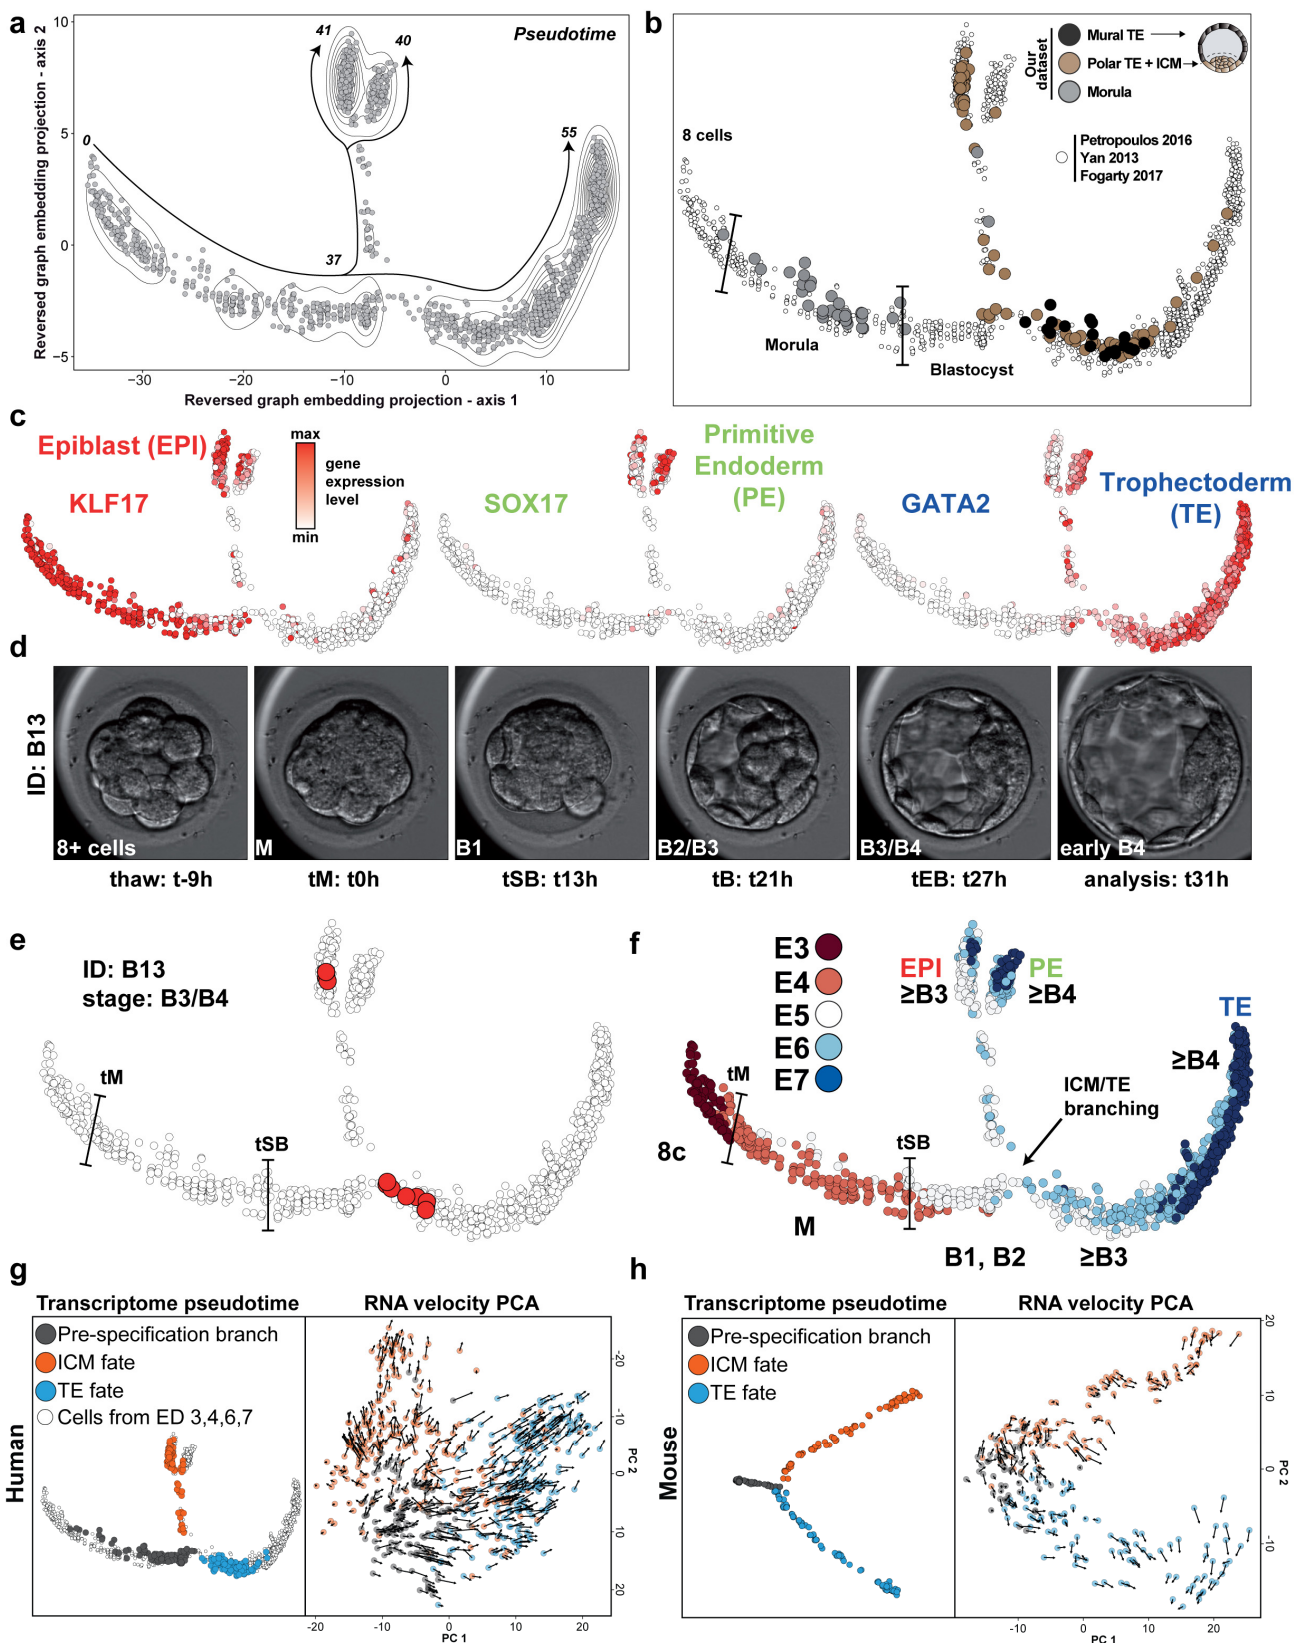 a
Reversed graph embedding projection - axis 2
10
5
0
−5
−30
−20
−10
0
10
Reversed graph embedding projection - axis 1
Pseudotime
0
41
40
37
55
b
Our dataset
Mural TE
Polar TE + ICM
Morula
Petropoulos 2016
Yan 2013
Fogarty 2017
8 cells
Morula
Blastocyst
c
Epiblast (EPI)
KLF17
max
gene
expression
level
min
Primitive
Endoderm
(PE)
SOX17
GATA2
Trophectoderm
(TE)
d
ID: B13
8+ cells
M
B1
B2/B3
B3/B4
early B4
thaw: t-9h
tM: t0h
tSB: t13h
tB: t21h
tEB: t27h
analysis: t31h
e
ID: B13
stage: B3/B4
tM
tSB
f
E3
E4
E5
E6
E7
EPI
≥B3
PE
≥B4
TE
≥B4
ICM/TE
branching
tM
tSB
8c
M
B1, B2
≥B3
g
Human
Transcriptome pseudotime
Pre-specification branch
ICM fate
TE fate
Cells from ED 3,4,6,7
RNA velocity PCA
-20
-10
0
10
20
PC 2
-20
-10
0
10
20
PC 1
h
Mouse
Transcriptome pseudotime
Pre-specification branch
ICM fate
TE fate
RNA velocity PCA
20
10
0
-10
PC 2
-10
0
10
20
PC 1